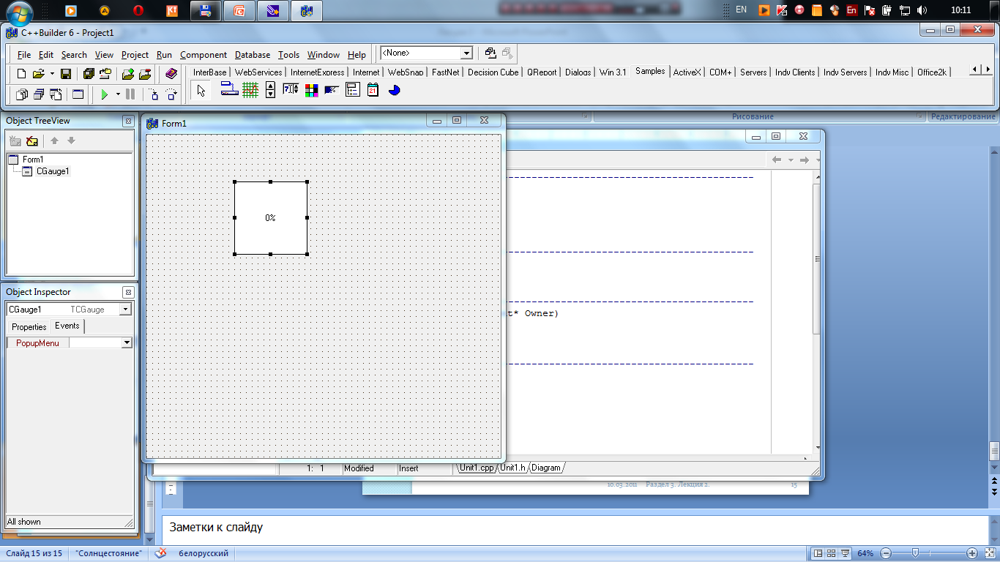 EN
En
10:11
C++Builder 6 - Project1
File Edit Search View Project Run Component Database Tools Window Help
<None>
InterBase WebServices InternetExpress Internet WebSnap FastNet Decision Cube QReport Dialogs Win 3.1 Samples ActiveX COM+ Servers Indy Clients Indy Servers Indy Misc Office2k
21
Рисование
Редактирование
Object TreeView
Form1
CGauge1
Form1
0%
Object Inspector
CGauge1 TCGauge
Properties Events
PopupMenu
All shown
* Owner)
1: 1 Modified Insert Unit1.cpp Unit1.h Diagram
10.03.2011 Раздел 3. Лекция 2. 15
Заметки к слайду
Слайд 15 из 15 "Солнцестояние" белорусский 64%